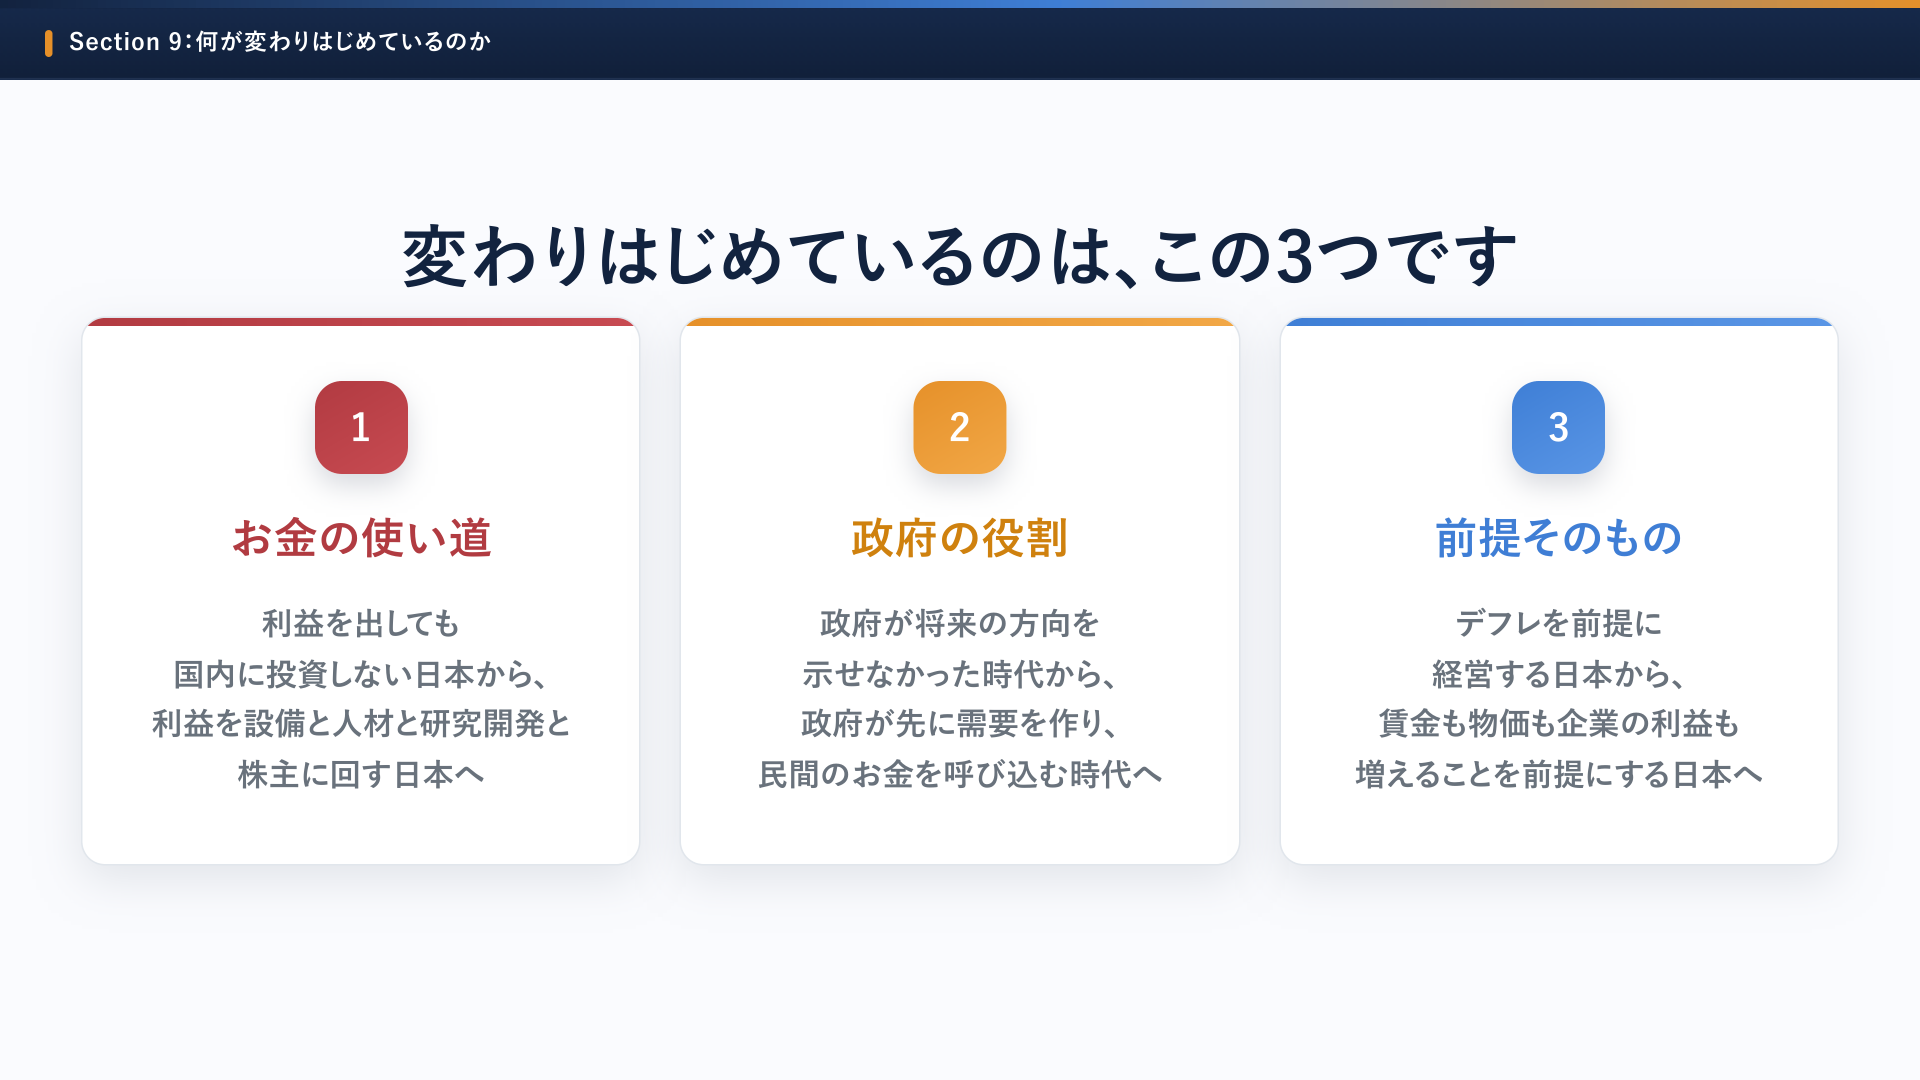 Section 9：何が変わりはじめているのか
変わりはじめているのは、この3つです
1
お金の使い道
利益を出しても
国内に投資しない日本から、
利益を設備と人材と研究開発と
株主に回す日本へ
2
政府の役割
政府が将来の方向を
示せなかった時代から、
政府が先に需要を作り、
民間のお金を呼び込む時代へ
3
前提そのもの
デフレを前提に
経営する日本から、
賃金も物価も企業の利益も
増えることを前提にする日本へ